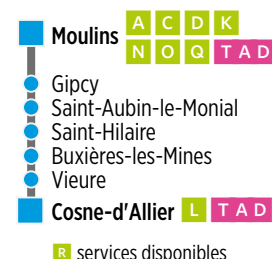 Moulins A C D K
N O Q TAD
Gipcy
Saint-Aubin-le-Monial
Saint-Hilaire
Buxières-les-Mines
Vieure
Cosne-d'Allier L TAD
R services disponibles